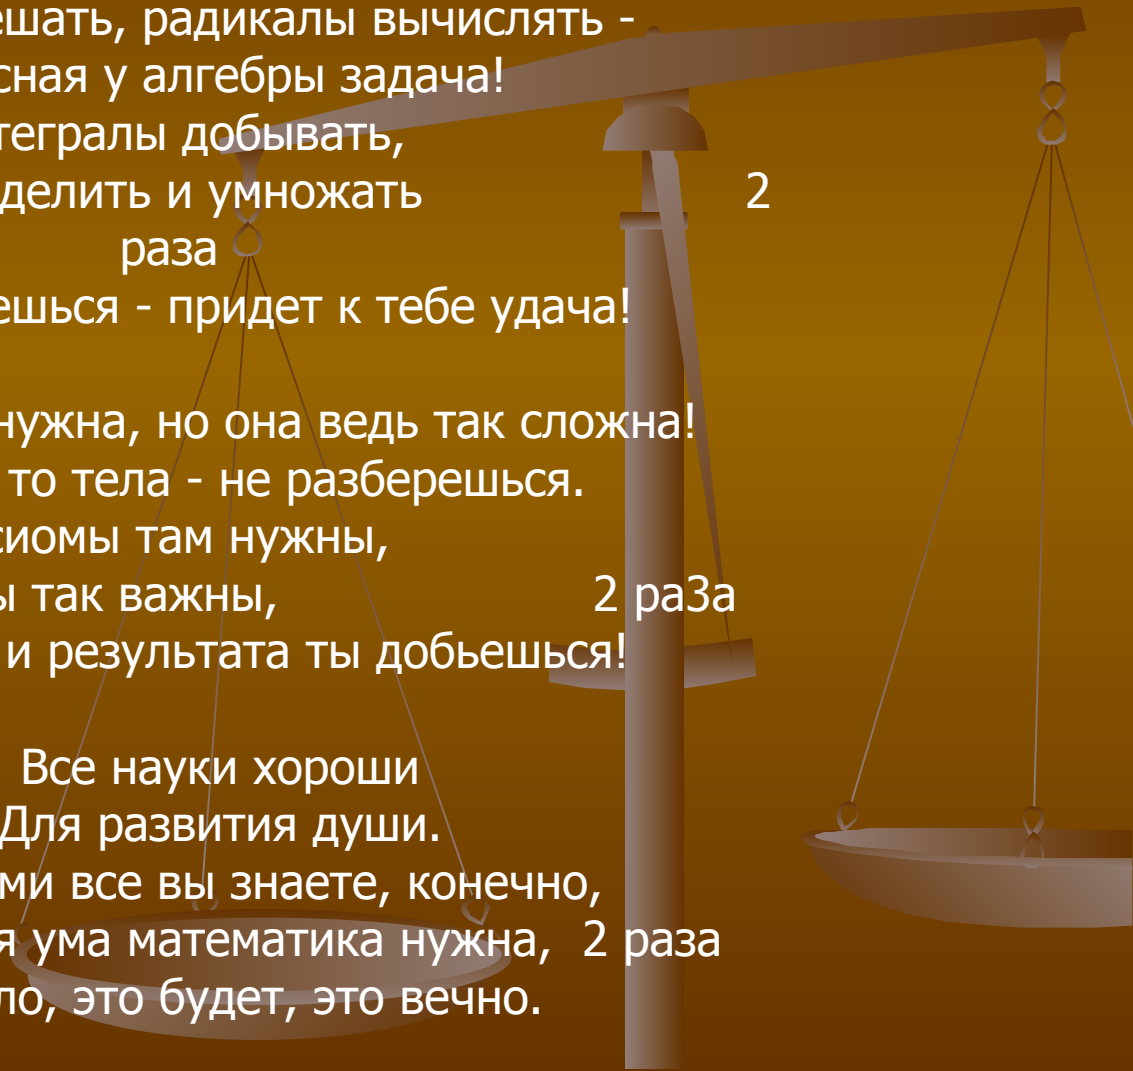 ешать, радикалы вычислять -
сная у алгебры задача!
тегралы добывать,
делить и умножать 2
раза
ешься - придет к тебе удача!
нужна, но она ведь так сложна!
то тела - не разберешься.
сиомы там нужны,
ы так важны, 2 раЗа
и результата ты добьешься!
Все науки хороши
Для развития души.
ми все вы знаете, конечно,
я ума математика нужна, 2 раза
ло, это будет, это вечно.